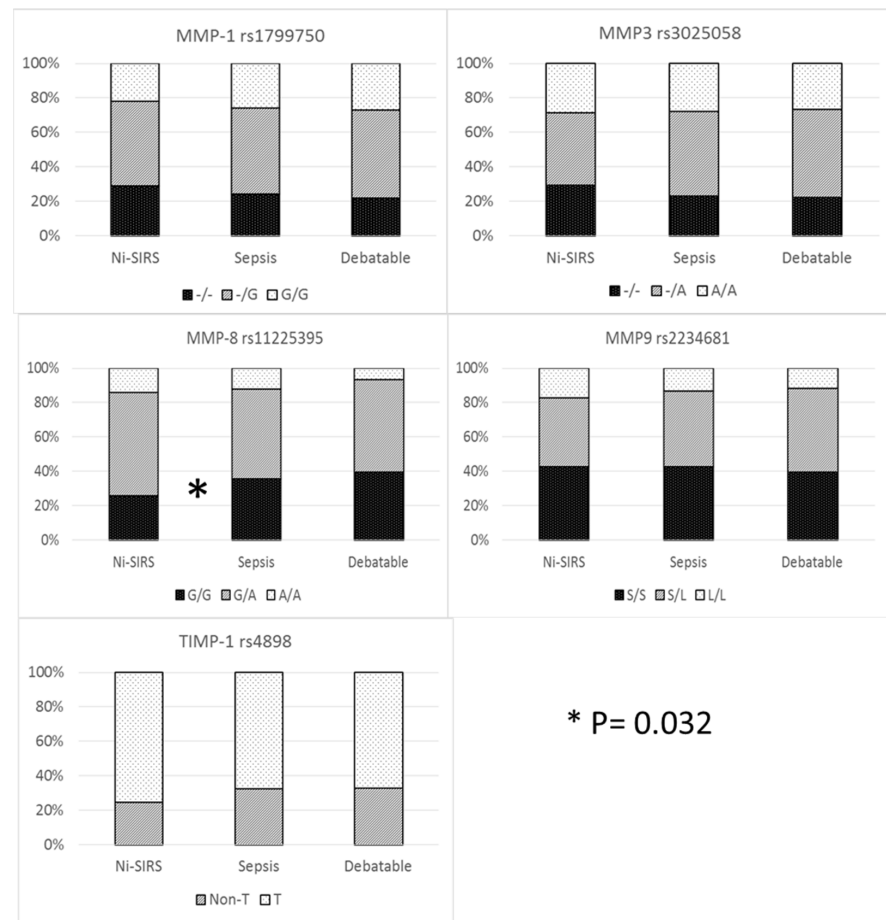 MMP-1 rs1799750
100%
80%
60%
40%
20%
0%
Ni-SIRS Sepsis Debatable
-/- -/G G/G
MMP3 rs3025058
100%
80%
60%
40%
20%
0%
Ni-SIRS Sepsis Debatable
-/- -/A A/A
MMP-8 rs11225395
100%
80%
60%
40%
20%
0%
*
Ni-SIRS Sepsis Debatable
G/G G/A A/A
MMP9 rs2234681
100%
80%
60%
40%
20%
0%
Ni-SIRS Sepsis Debatable
S/S S/L L/L
TIMP-1 rs4898
100%
80%
60%
40%
20%
0%
Ni-SIRS Sepsis Debatable
Non-T T
* P= 0.032